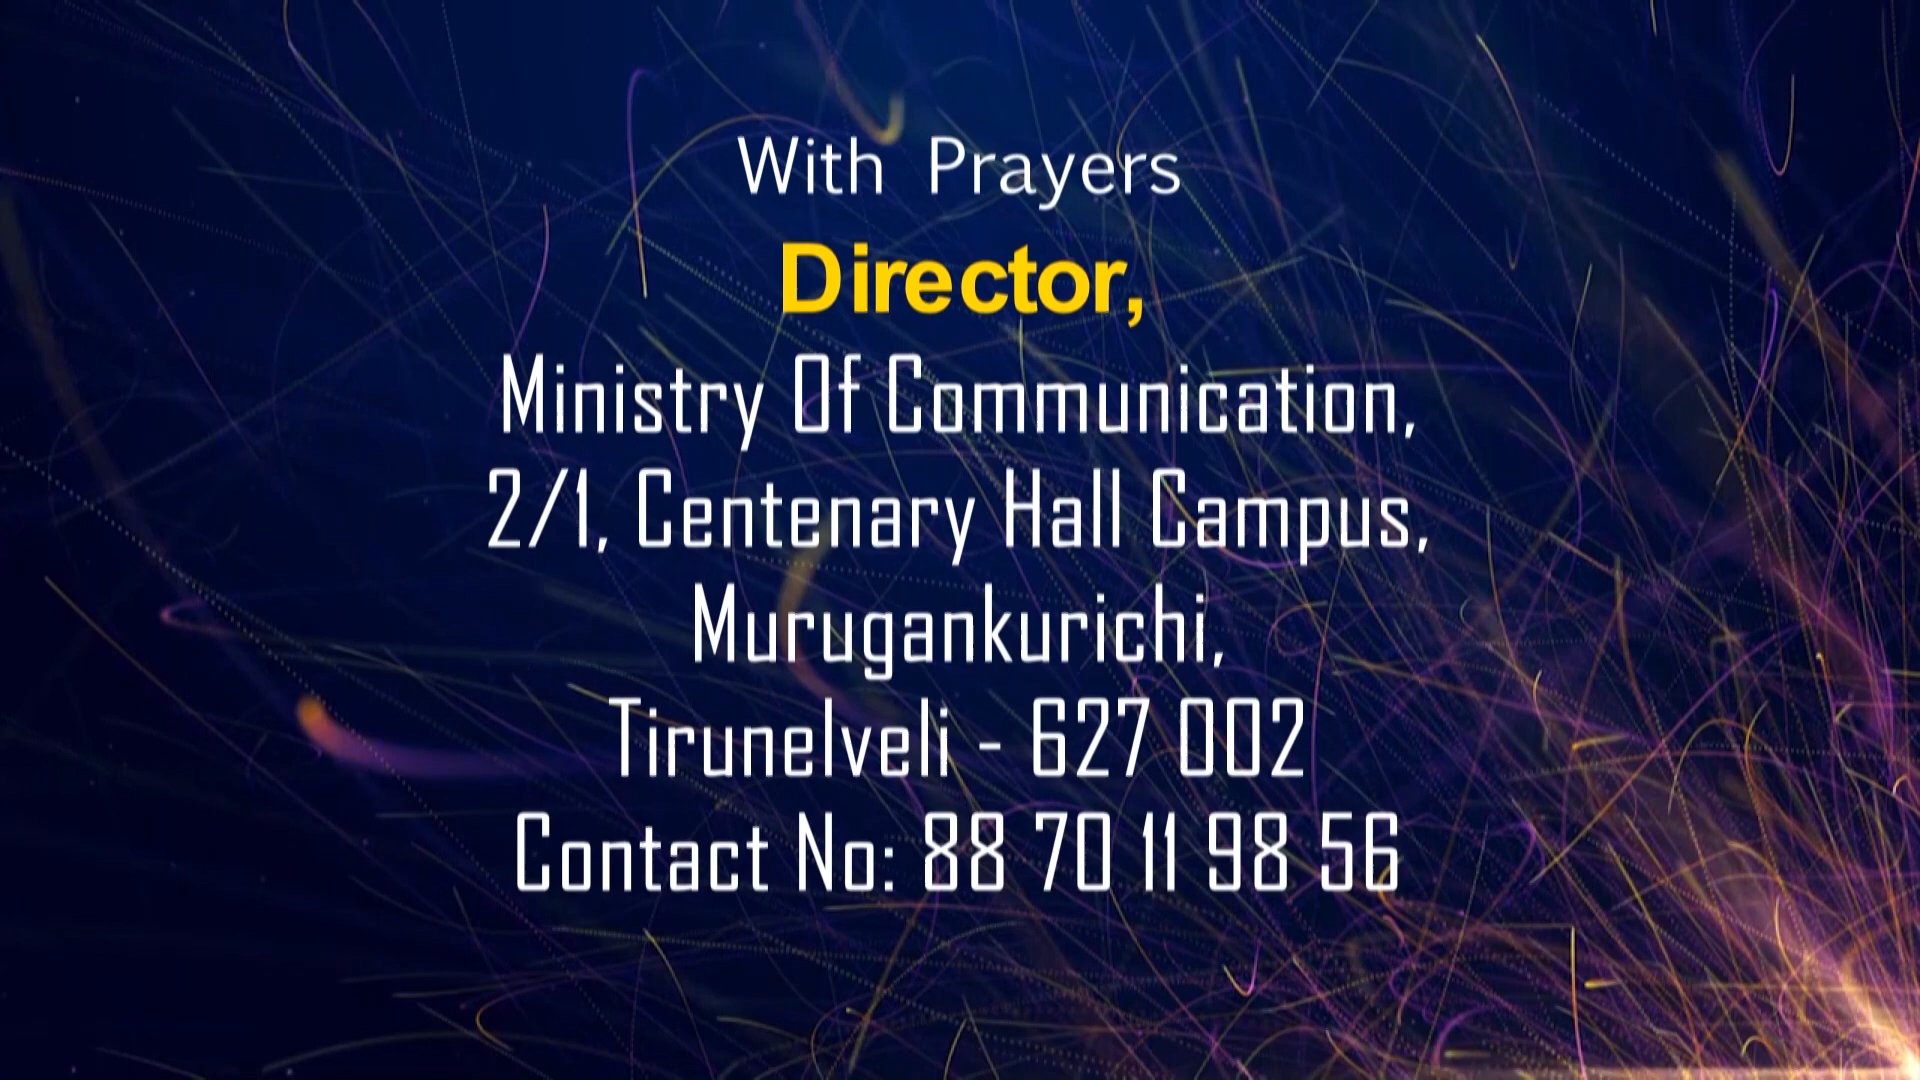 With Prayers
Director,
Ministry Of Communication,
2/1, Centenary Hall Campus,
Murugankurichi,
Tirunelveli - 627 002
Contact No: 88 70 11 98 56